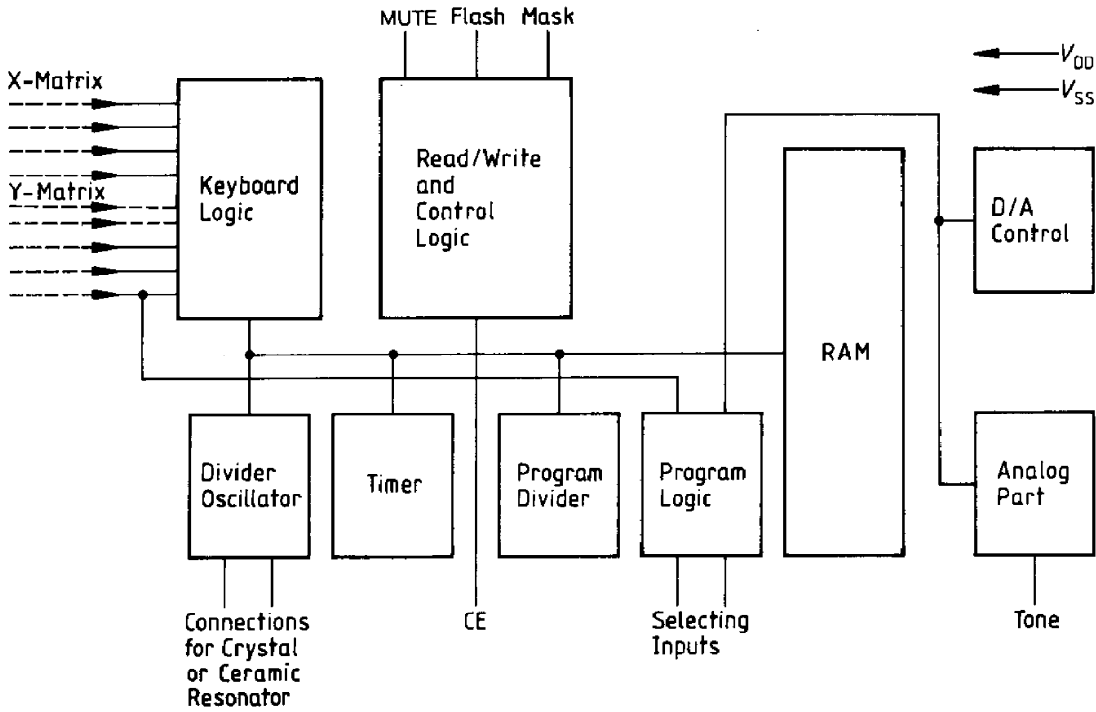 MUTE Flash Mask
V_DD
V_SS
X-Matrix
Y-Matrix
Keyboard
Logic
Read/Write
and
Control
Logic
D/A
Control
RAM
Divider
Oscillator
Timer
Program
Divider
Program
Logic
Analog
Part
Connections
for Crystal
or Ceramic
Resonator
CE
Selecting
Inputs
Tone